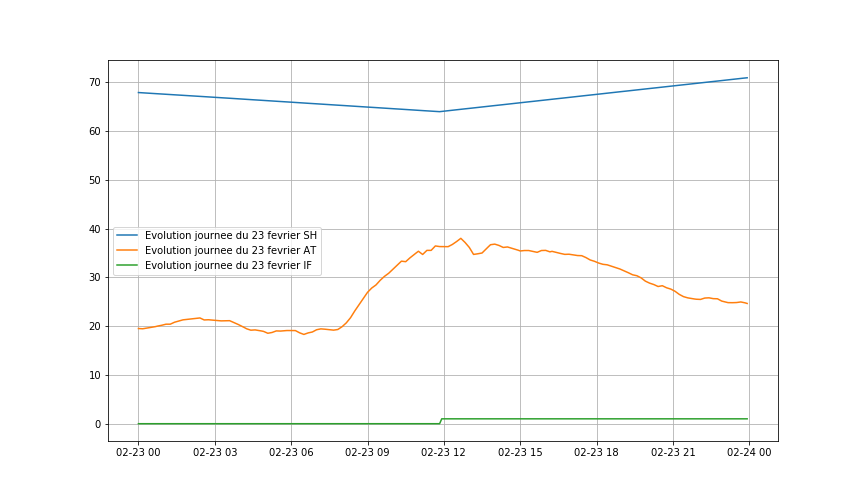 70
60
50
40
30
20
10
0
Evolution journee du 23 fevrier SH
Evolution journee du 23 fevrier AT
Evolution journee du 23 fevrier IF
02-23 00 02-23 03 02-23 06 02-23 09 02-23 12 02-23 15 02-23 18 02-23 21 02-24 00